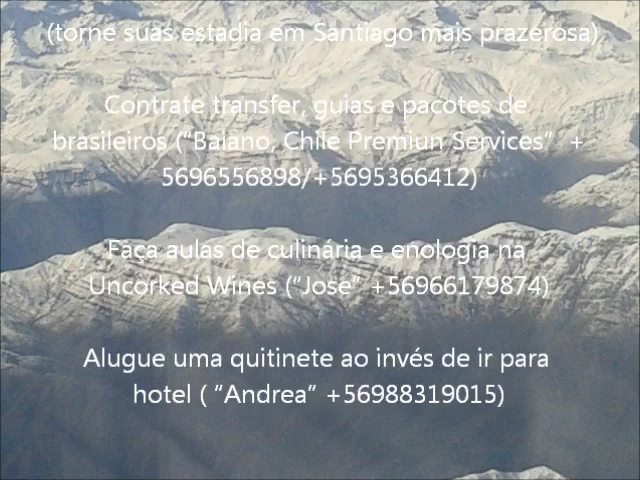 (torne suas estadia em Santiago mais prazerosa)
Contrate transfer, guias e pacotes de
brasileiros (“Baiano, Chile Premiun Services”  +
5696556898/+5695366412)
Faça aulas de culinária e enologia na
Uncorked Wines (“Jose” +56966179874)
Alugue uma quitinete ao invés de ir para
hotel ( “Andrea” +56988319015)